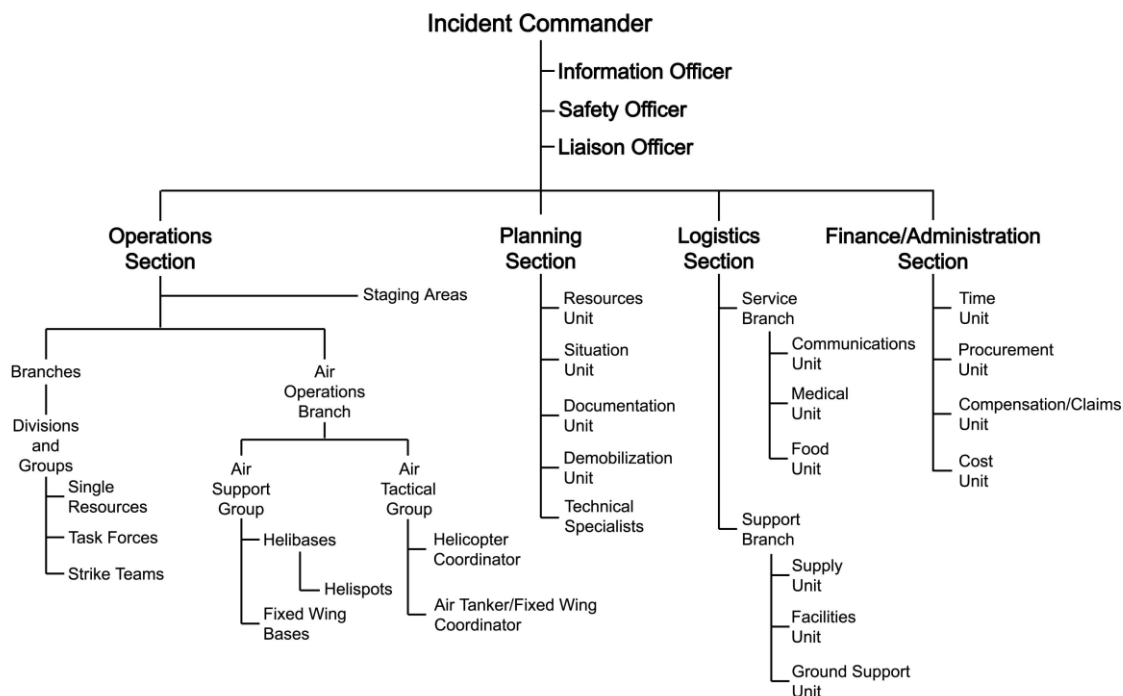 Incident Commander
Information Officer
Safety Officer
Liaison Officer
Operations
Section
Staging Areas
Branches
Divisions
and
Groups
Single
Resources
Task Forces
Strike Teams
Air
Operations
Branch
Air
Support
Group
Helibases
Helispots
Fixed Wing
Bases
Air
Tactical
Group
Helicopter
Coordinator
Air Tanker/Fixed Wing
Coordinator
Planning
Section
Resources
Unit
Situation
Unit
Documentation
Unit
Demobilization
Unit
Technical
Specialists
Logistics
Section
Service
Branch
Communications
Unit
Medical
Unit
Food
Unit
Support
Branch
Supply
Unit
Facilities
Unit
Ground Support
Unit
Finance/Administration
Section
Time
Unit
Procurement
Unit
Compensation/Claims
Unit
Cost
Unit